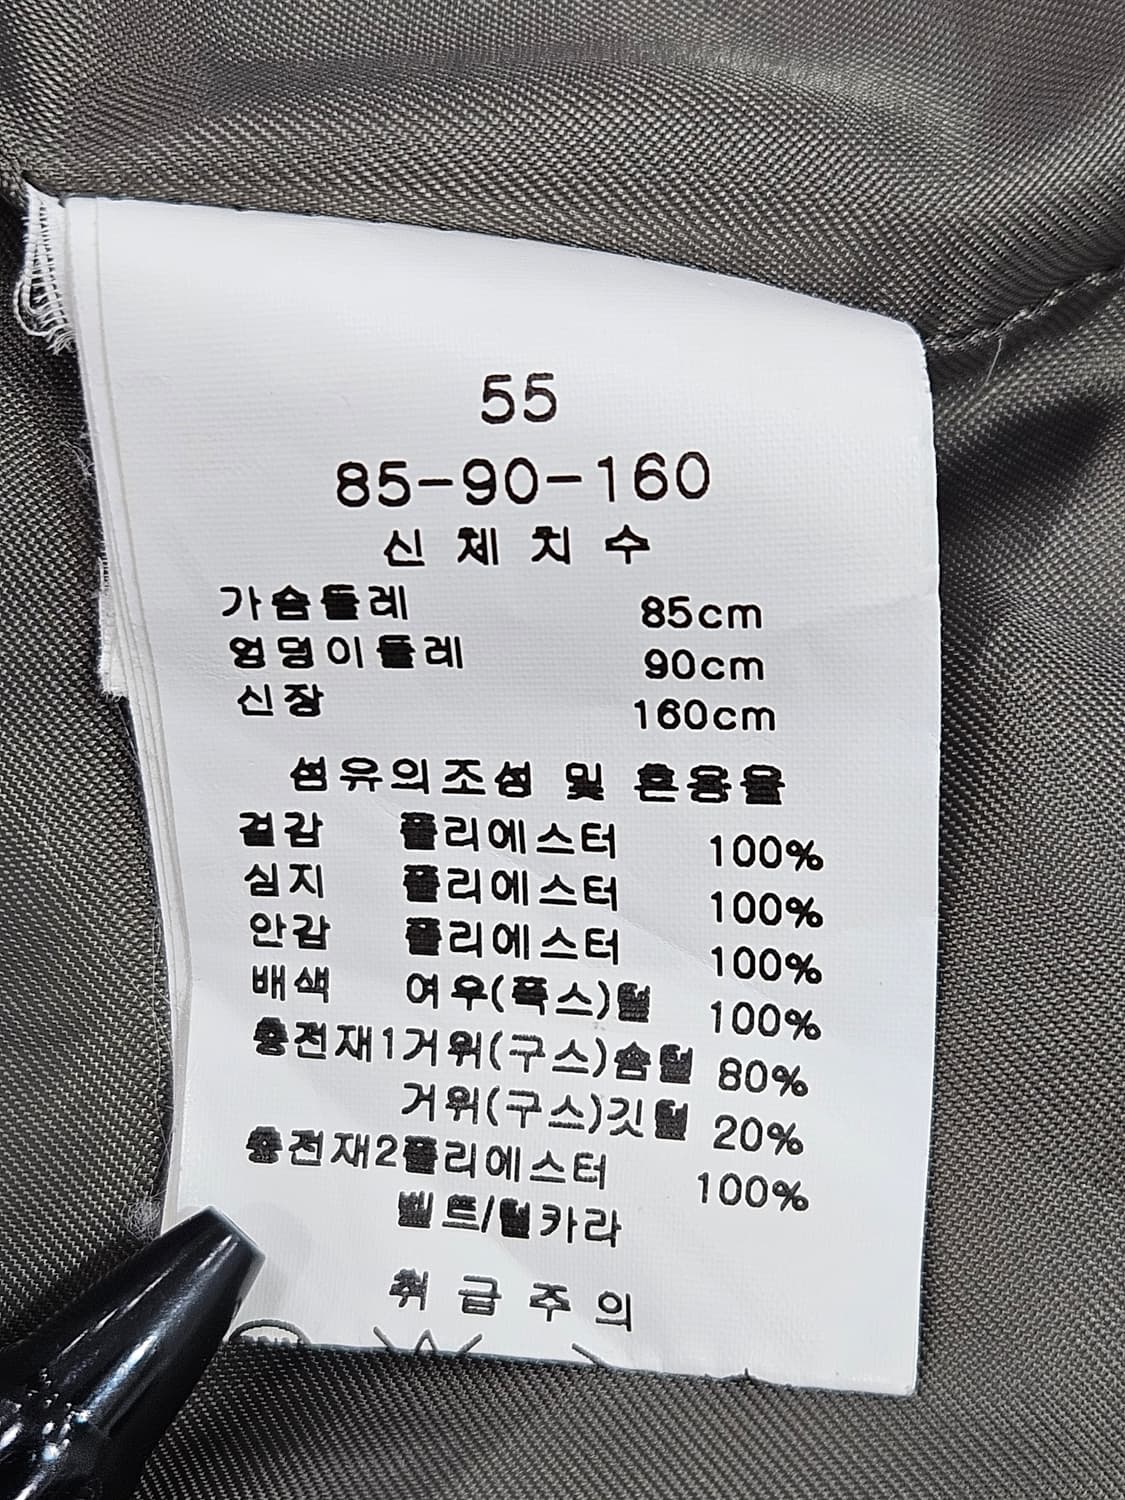 55
85-90-160
신체치수
가슴둘레 85cm
엉덩이둘레 90cm
신장 160cm
섬유의조성 및 혼용율
겉감 폴리에스터 100%
심지 폴리에스터 100%
안감 폴리에스터 100%
배색 여우(폭스)털 100%
충전재1거위(구스)솜털 80%
거위(구스)깃털 20%
충전재2폴리에스터 100%
벨트/털카라
취급주의